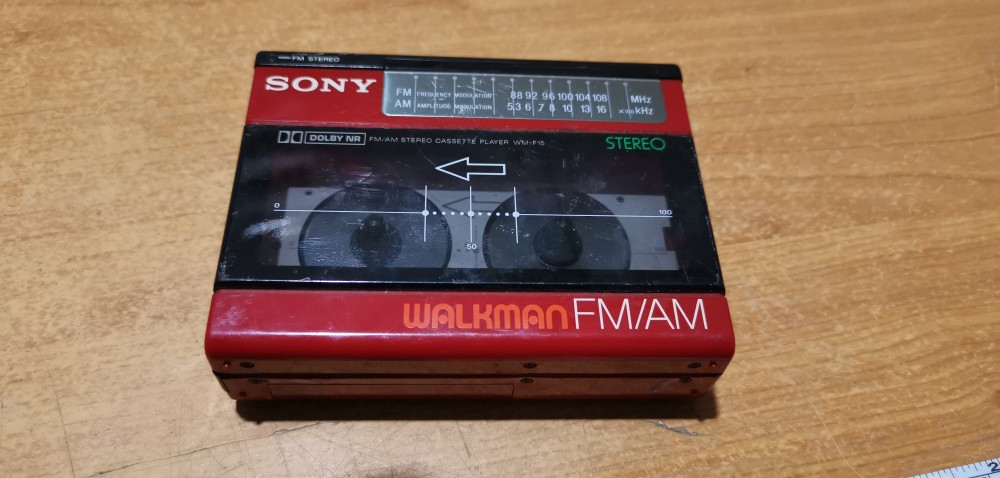 FM STEREO
SONY
FM FREQUENCY MODULATION 88 92 96 100 104 108 MHz
AM AMPLITUDE MODULATION 5.3 6 7 8 10 13 16 ×100kHz
DOLBY NR FM/AM STEREO CASSETTE PLAYER WM-F15 STEREO
0 100
50
WALKMAN FM/AM
2